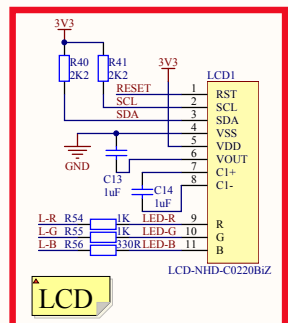 3V3
R40 R41 3V3
2K2 2K2
LCD1
RESET 1 RST
SCL 2 SCL
SDA 3 SDA
4 VSS
5 VDD
GND 6 VOUT
C13 7 C1+
1uF C14 8 C1-
1uF
L-R R54 1K LED-R 9 R
L-G R55 1K LED-G 10 G
L-B R56 330R LED-B 11 B
LCD-NHD-C0220BiZ
LCD